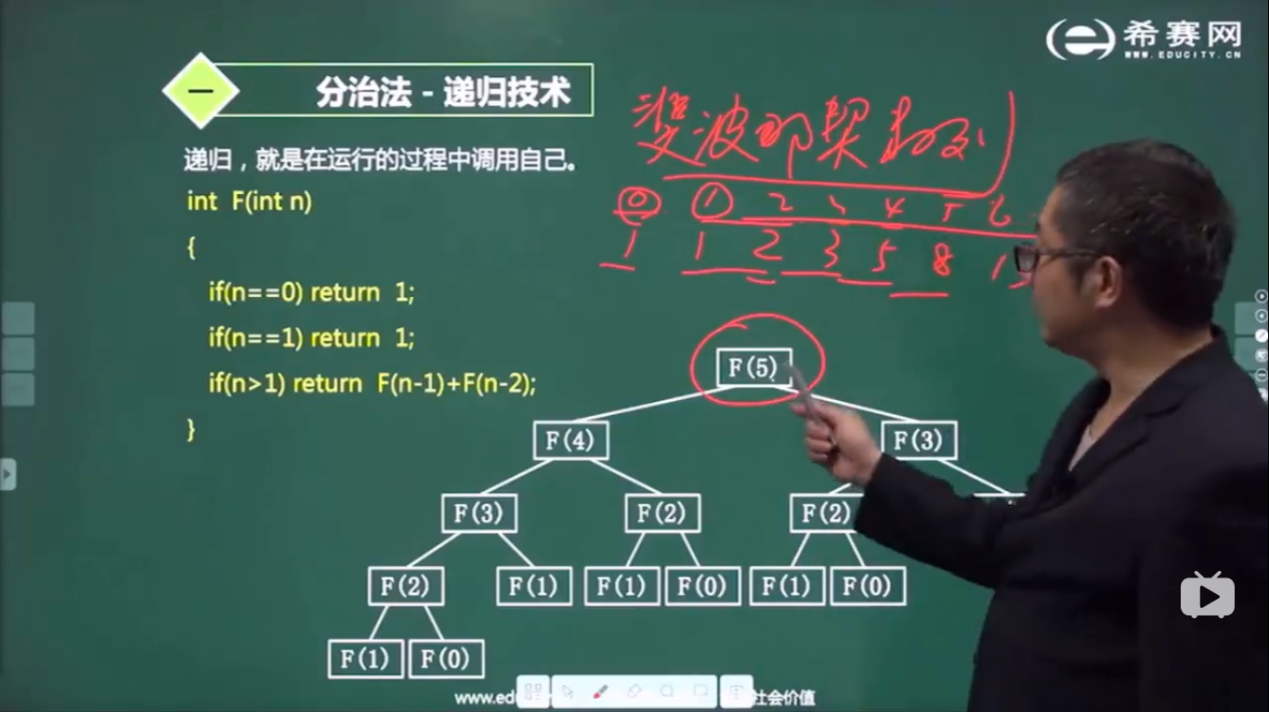 希赛网
WWW.EDUCITY.CN
一
分治法－递归技术
斐波那契数列
递归，就是在运行的过程中调用自己。
int F(int n)
{
if(n==0) return 1;
if(n==1) return 1;
if(n>1) return F(n-1)+F(n-2);
}
0 1 2 3 4 5 6
1 1 2 3 5 8
F(5)
F(4) F(3)
F(3) F(2) F(2)
F(2) F(1) F(1) F(0) F(1) F(0)
F(1) F(0)
社会价值